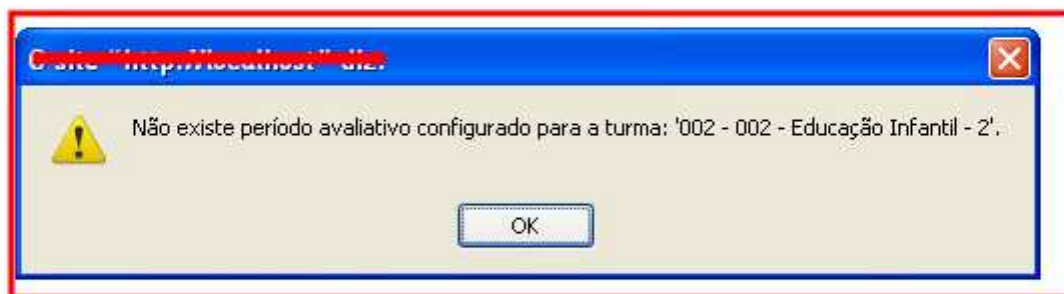 Não existe período avaliativo configurado para a turma: '002 - 002 - Educação Infantil - 2'.
OK